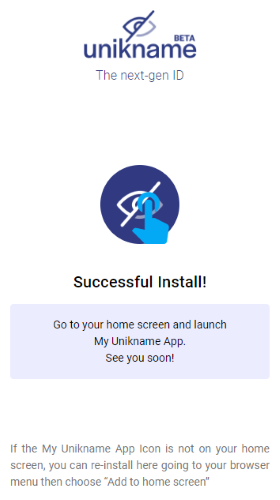 BETA
unikname
The next-gen ID
Successful Install!
Go to your home screen and launch
My Unikname App.
See you soon!
If the My Unikname App Icon is not on your home
screen, you can re-install here going to your browser
menu then choose “Add to home screen”